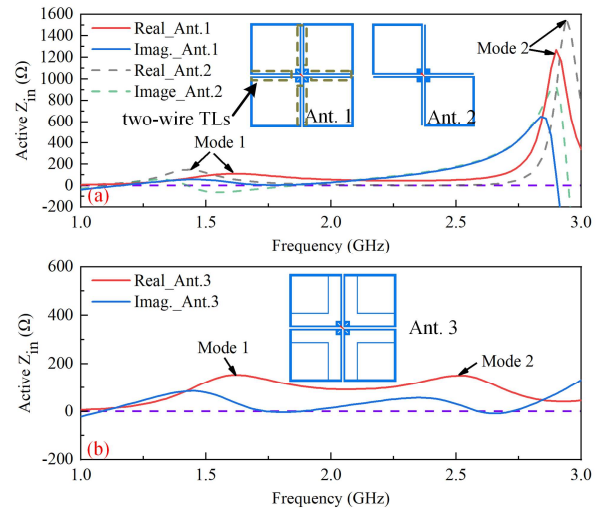 1600
1400
1200
1000
800
600
400
200
0
-200
Active Z_in (Ω)
Real_Ant.1
Imag._Ant.1
Real_Ant.2
Image_Ant.2
two-wire TLs
Ant. 1
Ant. 2
Mode 2
Mode 1
(a)
1.0 1.5 2.0 2.5 3.0
Frequency (GHz)
600
400
200
0
-200
Active Z_in (Ω)
Real_Ant.3
Imag._Ant.3
Ant. 3
Mode 1
Mode 2
(b)
1.0 1.5 2.0 2.5 3.0
Frequency (GHz)